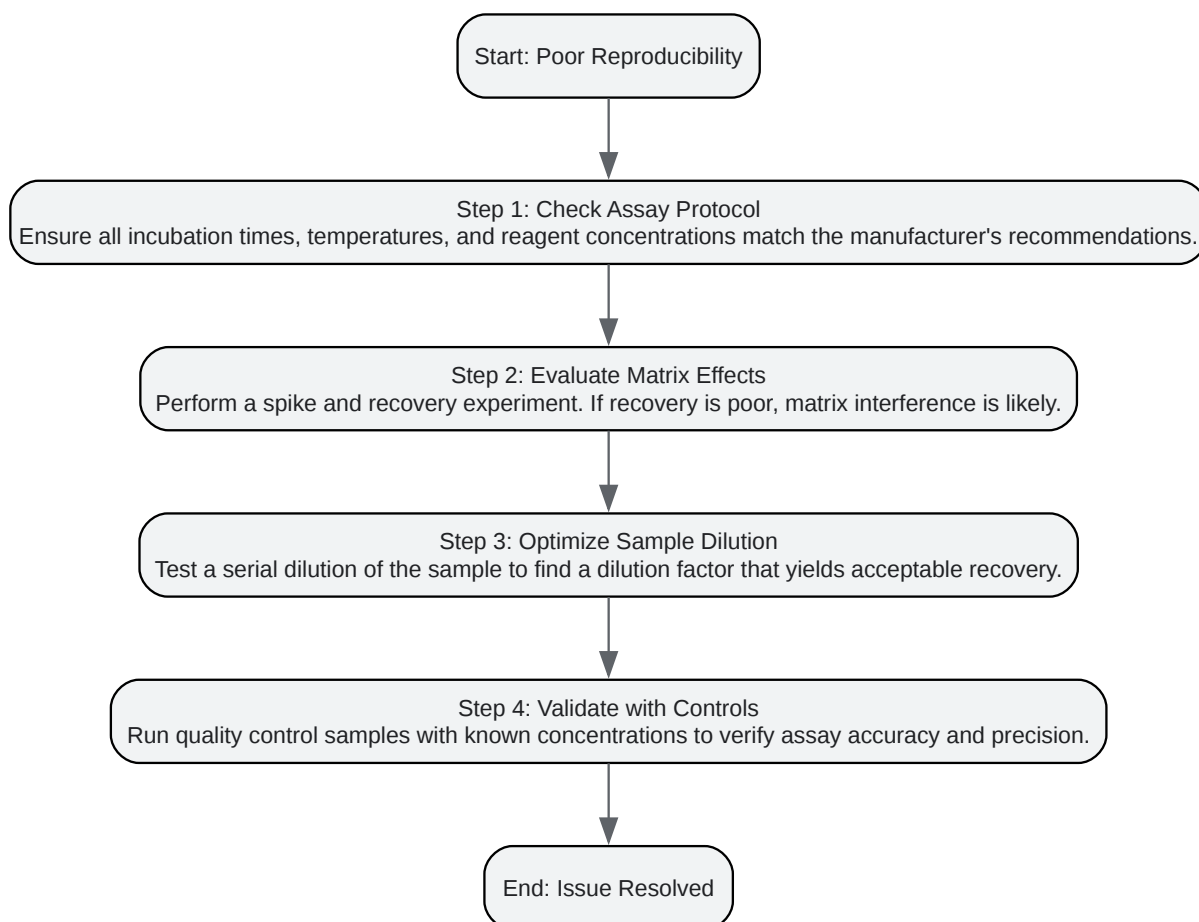 Start: Poor Reproducibility
Step 1: Check Assay Protocol
Ensure all incubation times, temperatures, and reagent concentrations match the manufacturer's recommendations.
Step 2: Evaluate Matrix Effects
Perform a spike and recovery experiment. If recovery is poor, matrix interference is likely.
Step 3: Optimize Sample Dilution
Test a serial dilution of the sample to find a dilution factor that yields acceptable recovery.
Step 4: Validate with Controls
Run quality control samples with known concentrations to verify assay accuracy and precision.
End: Issue Resolved